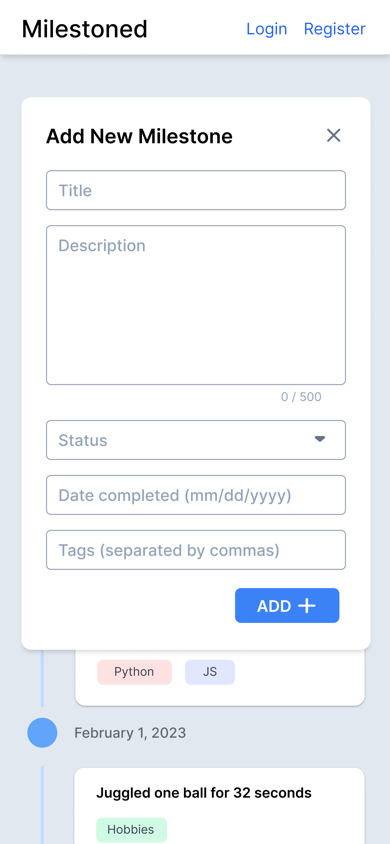 Milestoned Login Register
Add New Milestone
Title
Description
0 / 500
Status
Date completed (mm/dd/yyyy)
Tags (separated by commas)
ADD
Python JS
February 1, 2023
Juggled one ball for 32 seconds
Hobbies